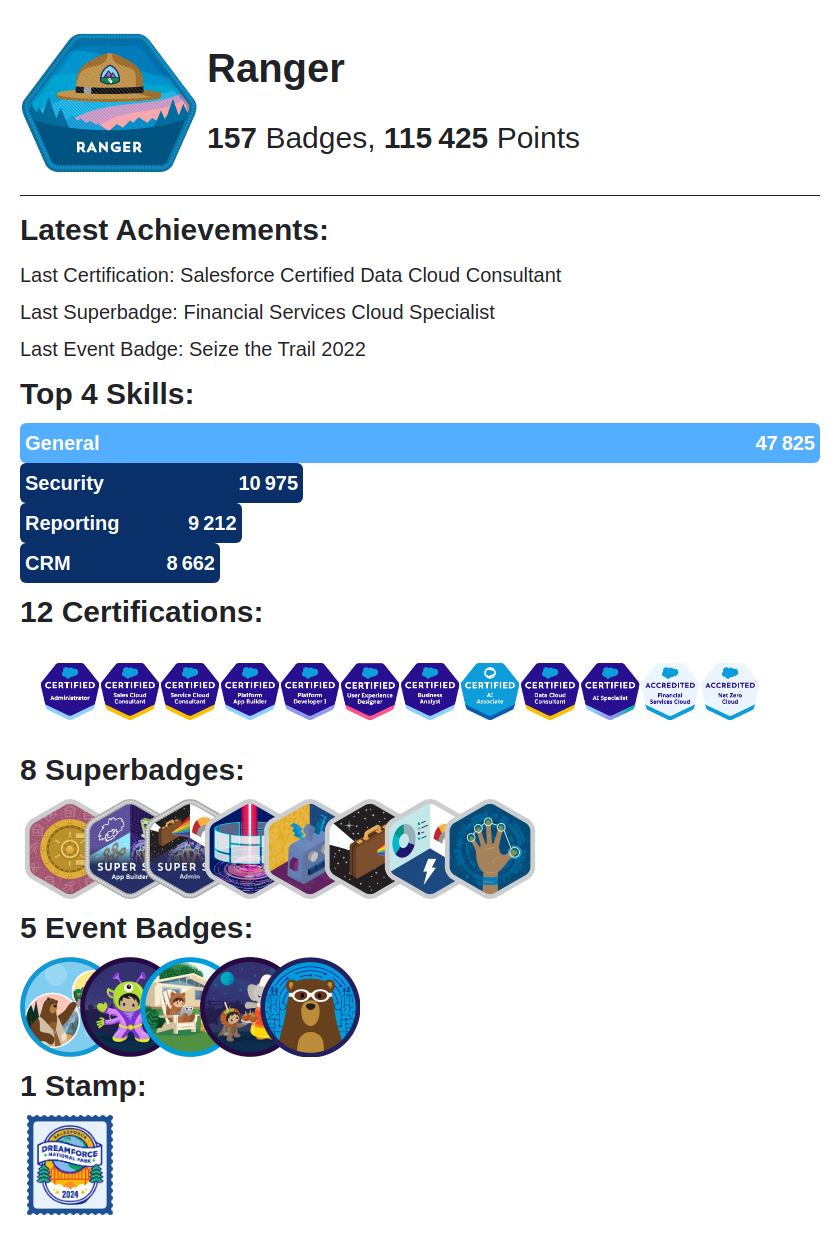 RANGER
Ranger
157 Badges, 115 425 Points
Latest Achievements:
Last Certification: Salesforce Certified Data Cloud Consultant
Last Superbadge: Financial Services Cloud Specialist
Last Event Badge: Seize the Trail 2022
Top 4 Skills:
General 47 825
Security 10 975
Reporting 9 212
CRM 8 662
12 Certifications:
CERTIFIED
Administrator
CERTIFIED
Sales Cloud
Consultant
CERTIFIED
Service Cloud
Consultant
CERTIFIED
Platform
App Builder
CERTIFIED
Platform
Developer I
CERTIFIED
User Experience
Designer
CERTIFIED
Business
Analyst
CERTIFIED
AI
Associate
CERTIFIED
Data Cloud
Consultant
CERTIFIED
AI Specialist
ACCREDITED
Financial
Services Cloud
ACCREDITED
Net Zero
Cloud
8 Superbadges:
SUPER S
App Builder
SUPER S
Admin
5 Event Badges:
1 Stamp:
SALESFORCE
DREAMFORCE
NATIONAL PARK
2024